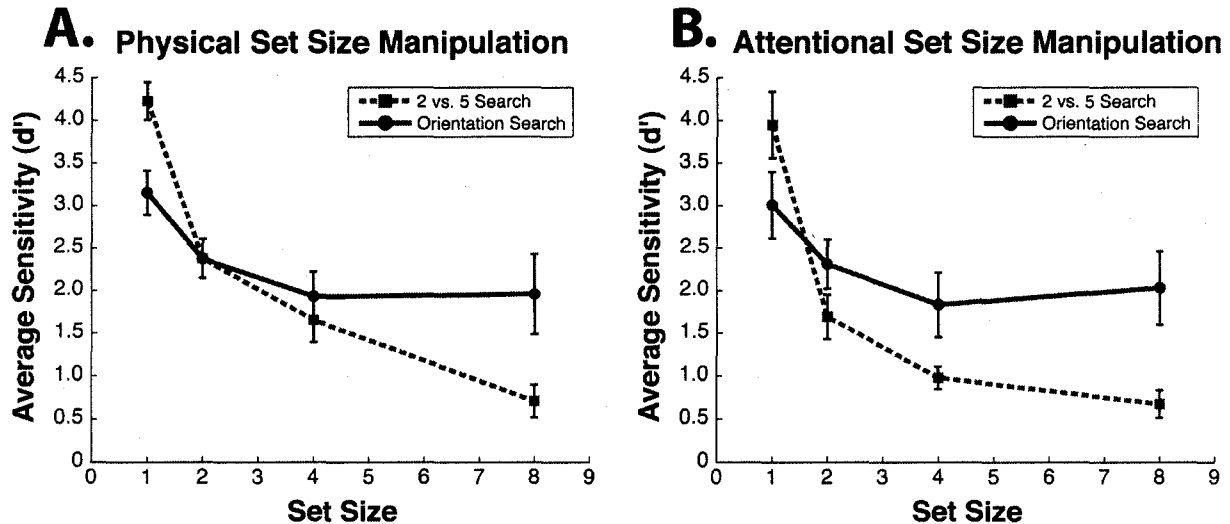 A. Physical Set Size Manipulation
4.5
4.0
3.5
3.0
2.5
2.0
1.5
1.0
0.5
0
Average Sensitivity (d')
2 vs. 5 Search
Orientation Search
0 1 2 3 4 5 6 7 8 9
Set Size
B. Attentional Set Size Manipulation
4.5
4.0
3.5
3.0
2.5
2.0
1.5
1.0
0.5
0
Average Sensitivity (d')
2 vs. 5 Search
Orientation Search
0 1 2 3 4 5 6 7 8 9
Set Size